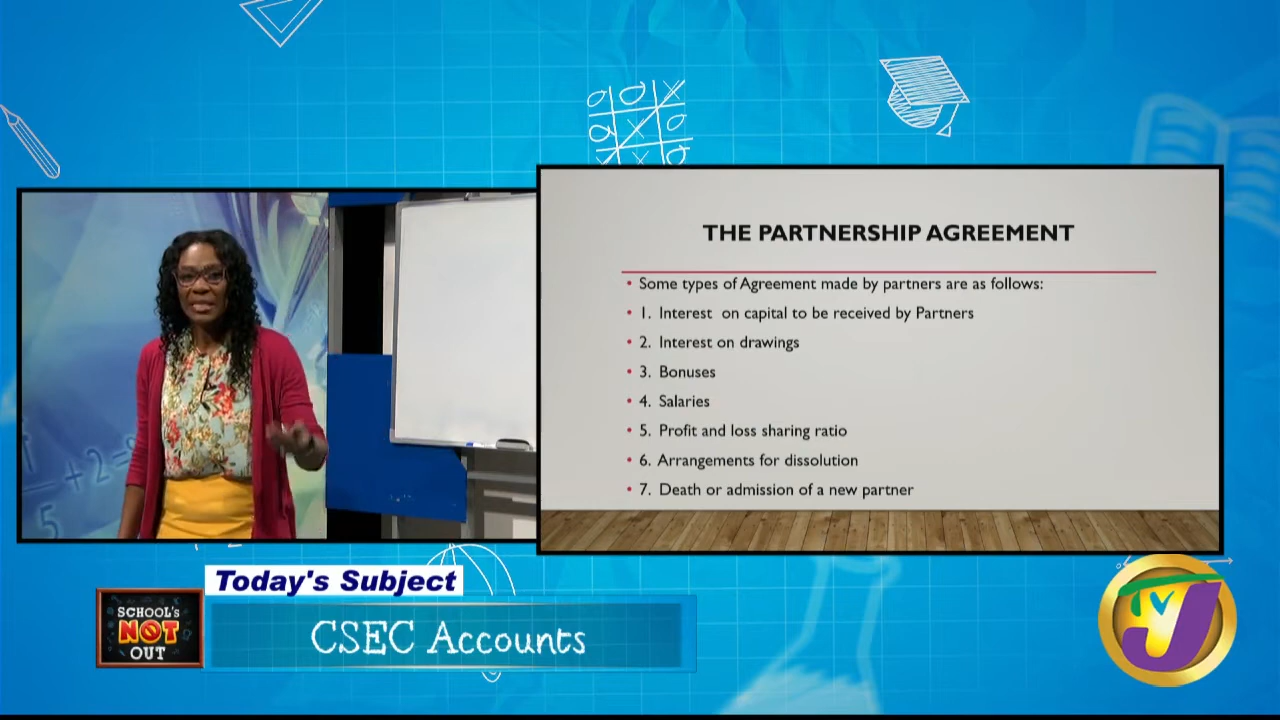 THE PARTNERSHIP AGREEMENT
• Some types of Agreement made by partners are as follows:
• 1. Interest on capital to be received by Partners
• 2. Interest on drawings
• 3. Bonuses
• 4. Salaries
• 5. Profit and loss sharing ratio
• 6. Arrangements for dissolution
• 7. Death or admission of a new partner
Today's Subject
SCHOOL's
NOT
OUT
CSEC Accounts
TVJ